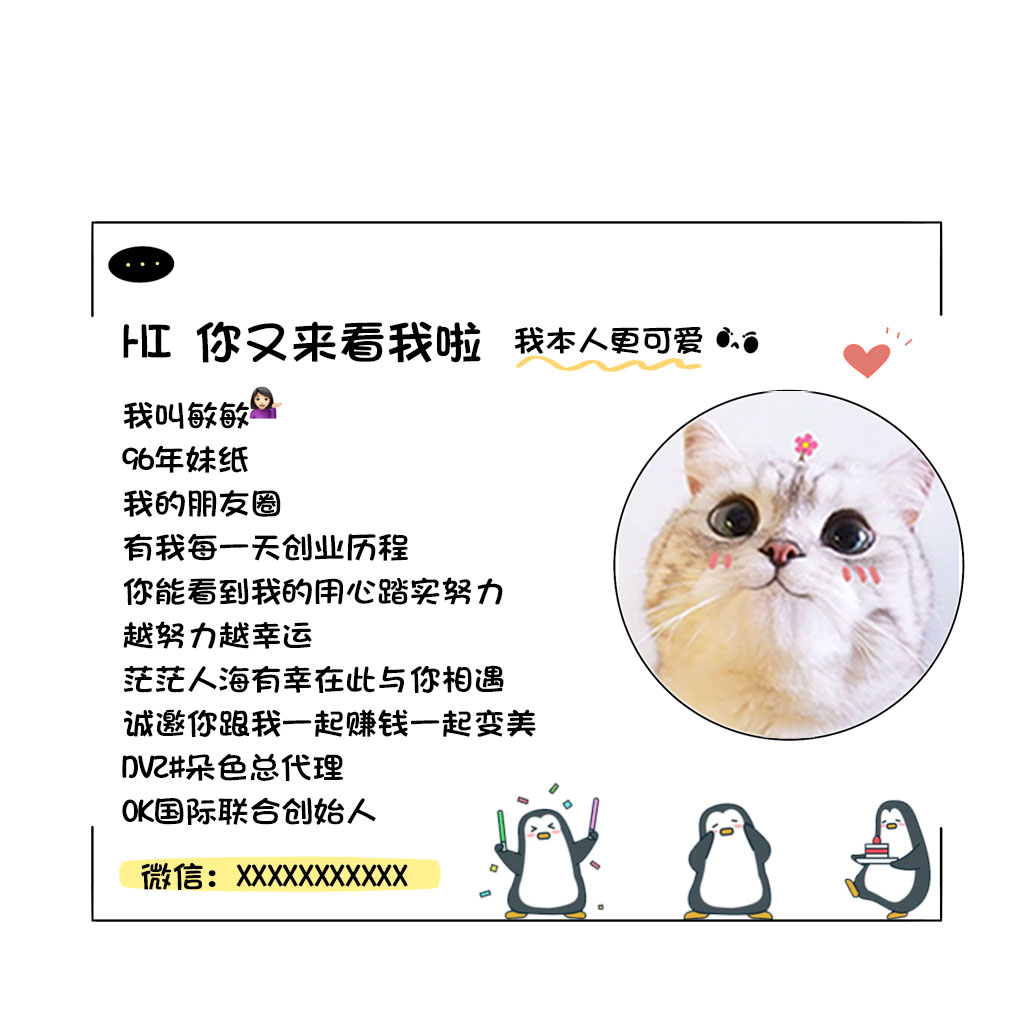 HI 你又来看我啦 我本人更可爱
我叫敏敏
96年妹纸
我的朋友圈
有我每一天创业历程
你能看到我的用心踏实努力
越努力越幸运
茫茫人海有幸在此与你相遇
诚邀你跟我一起赚钱一起变美
DVZ#朵色总代理
OK国际联合创始人
微信：XXXXXXXXXXX